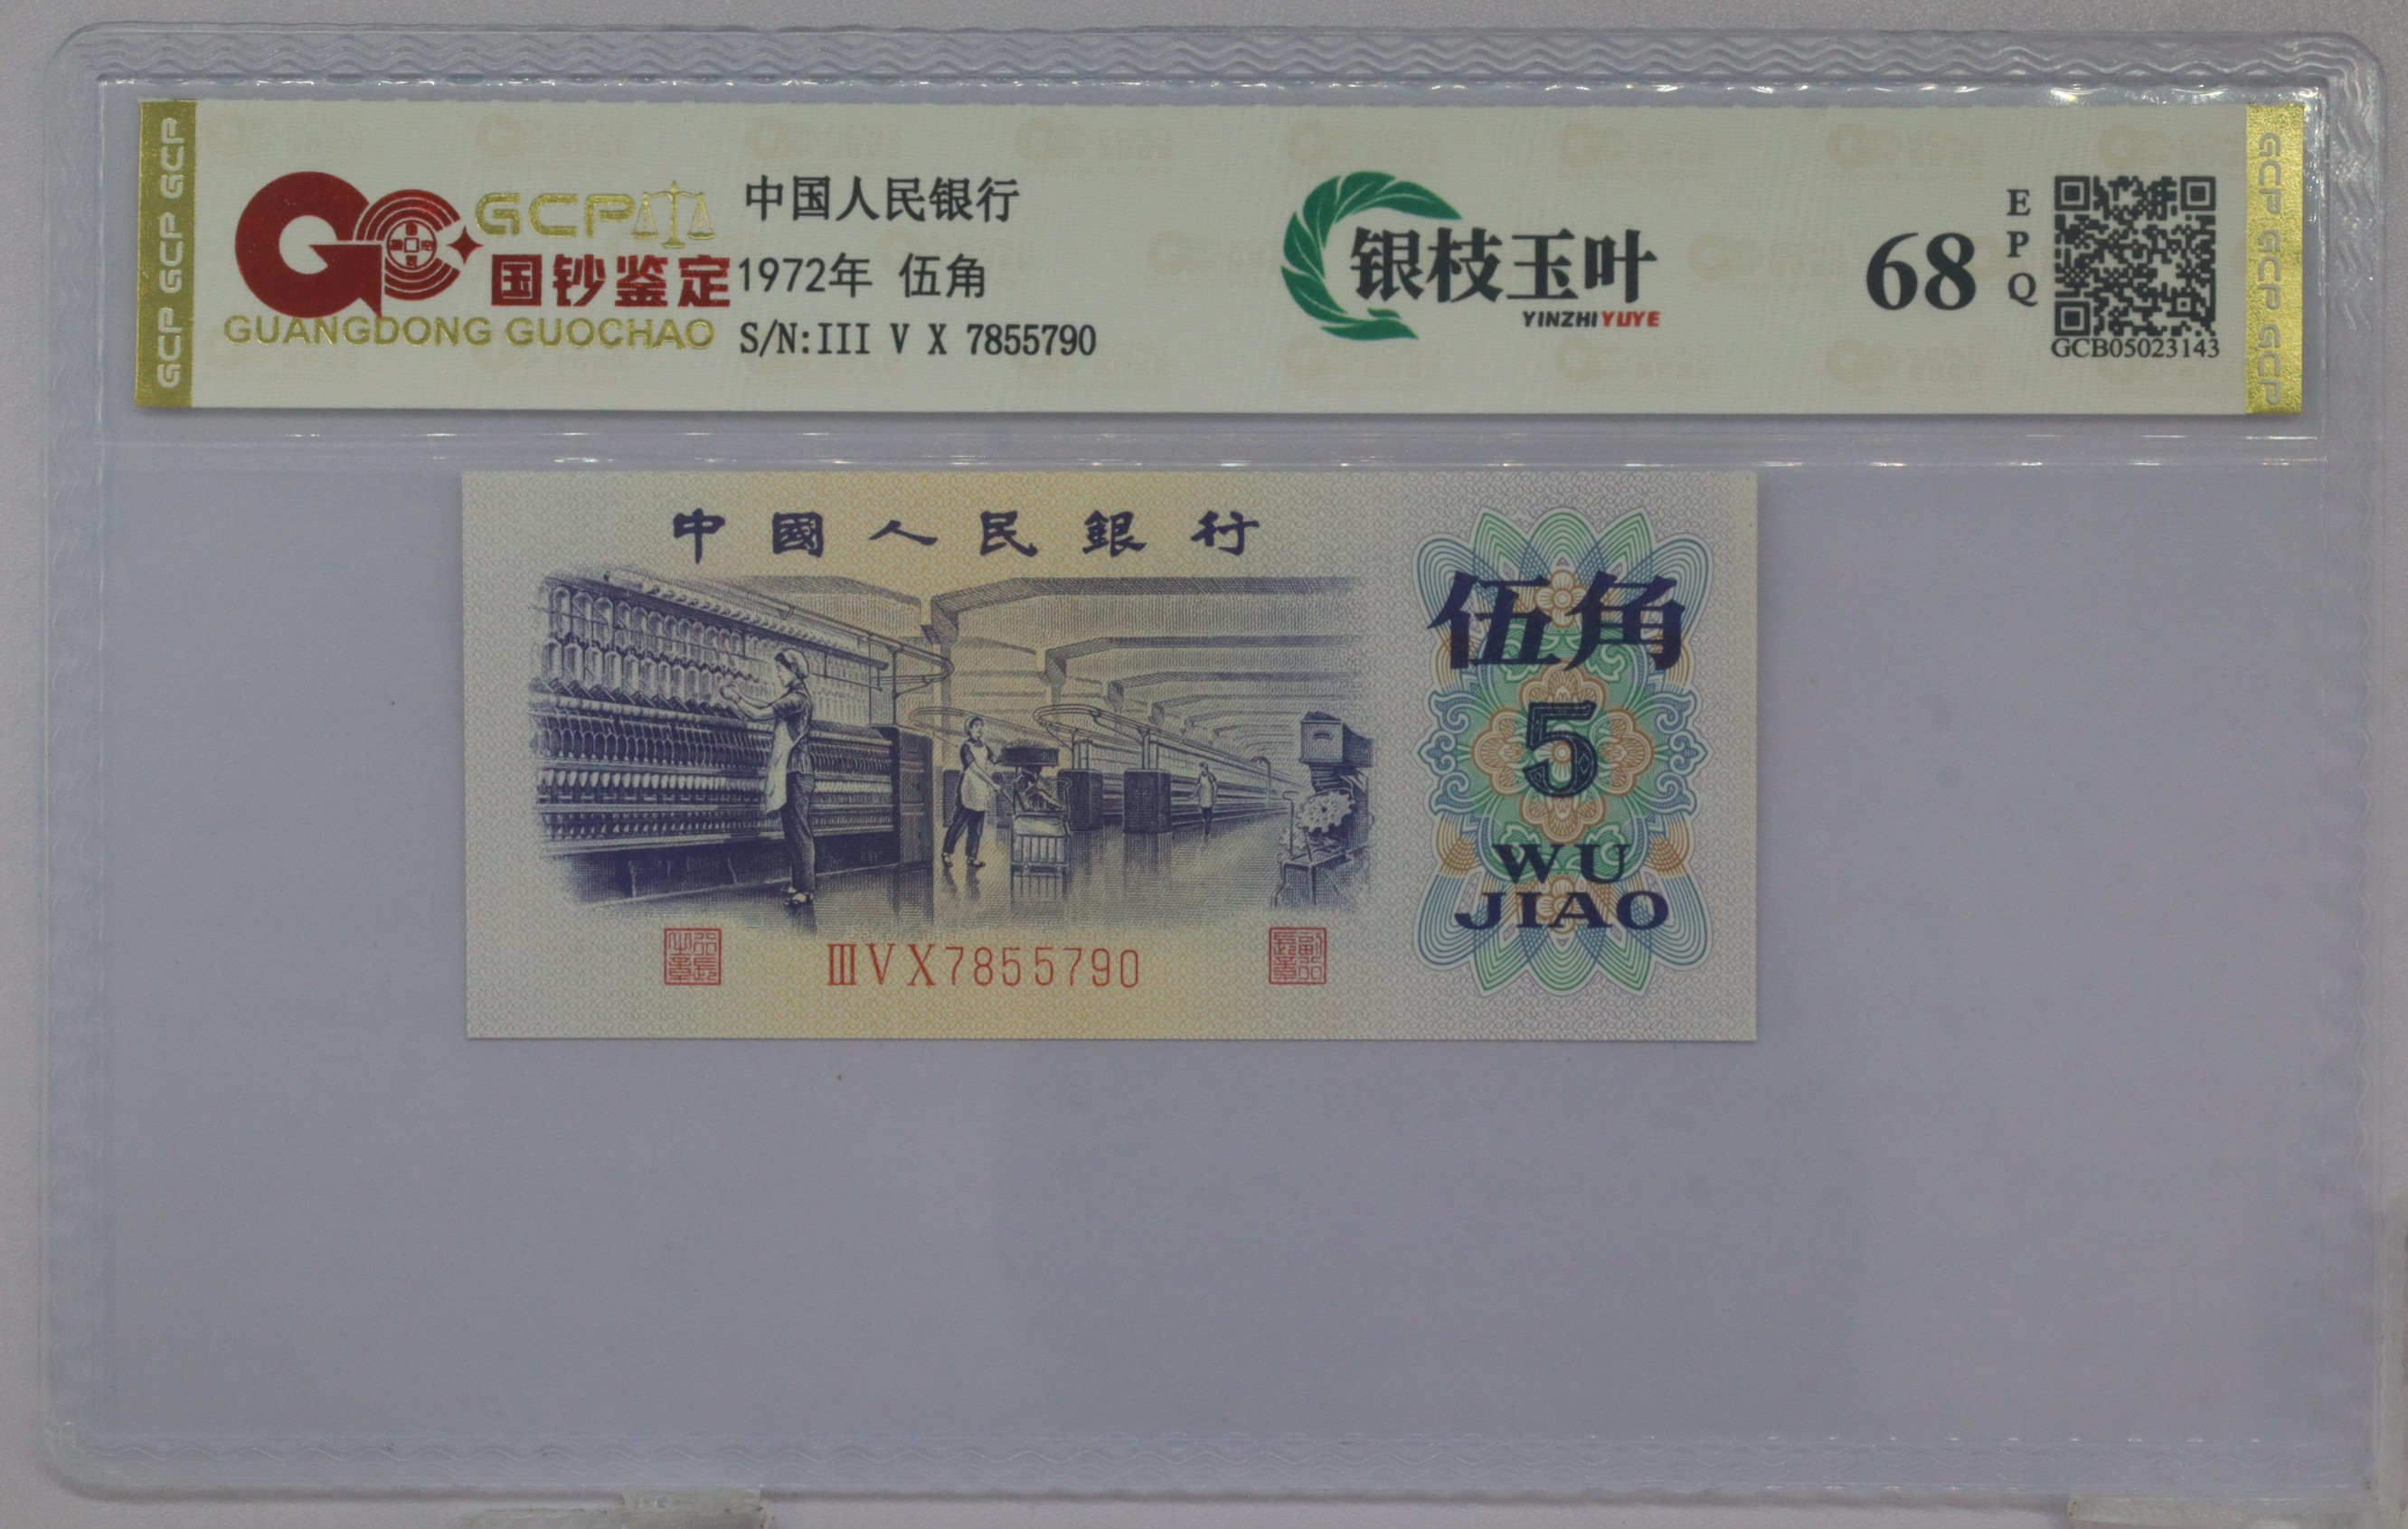 GCP GCP GCP
GCP
国钞鉴定
GUANGDONG GUOCHAO
中国人民银行
1972年 伍角
S/N:III V X 7855790
银枝玉叶
YINZHIYUYE
68
EPQ
GCB05023143
GCP GCP GCP GCP
中國人民銀行
伍角
5
WU
JIAO
ⅢⅤⅩ7855790